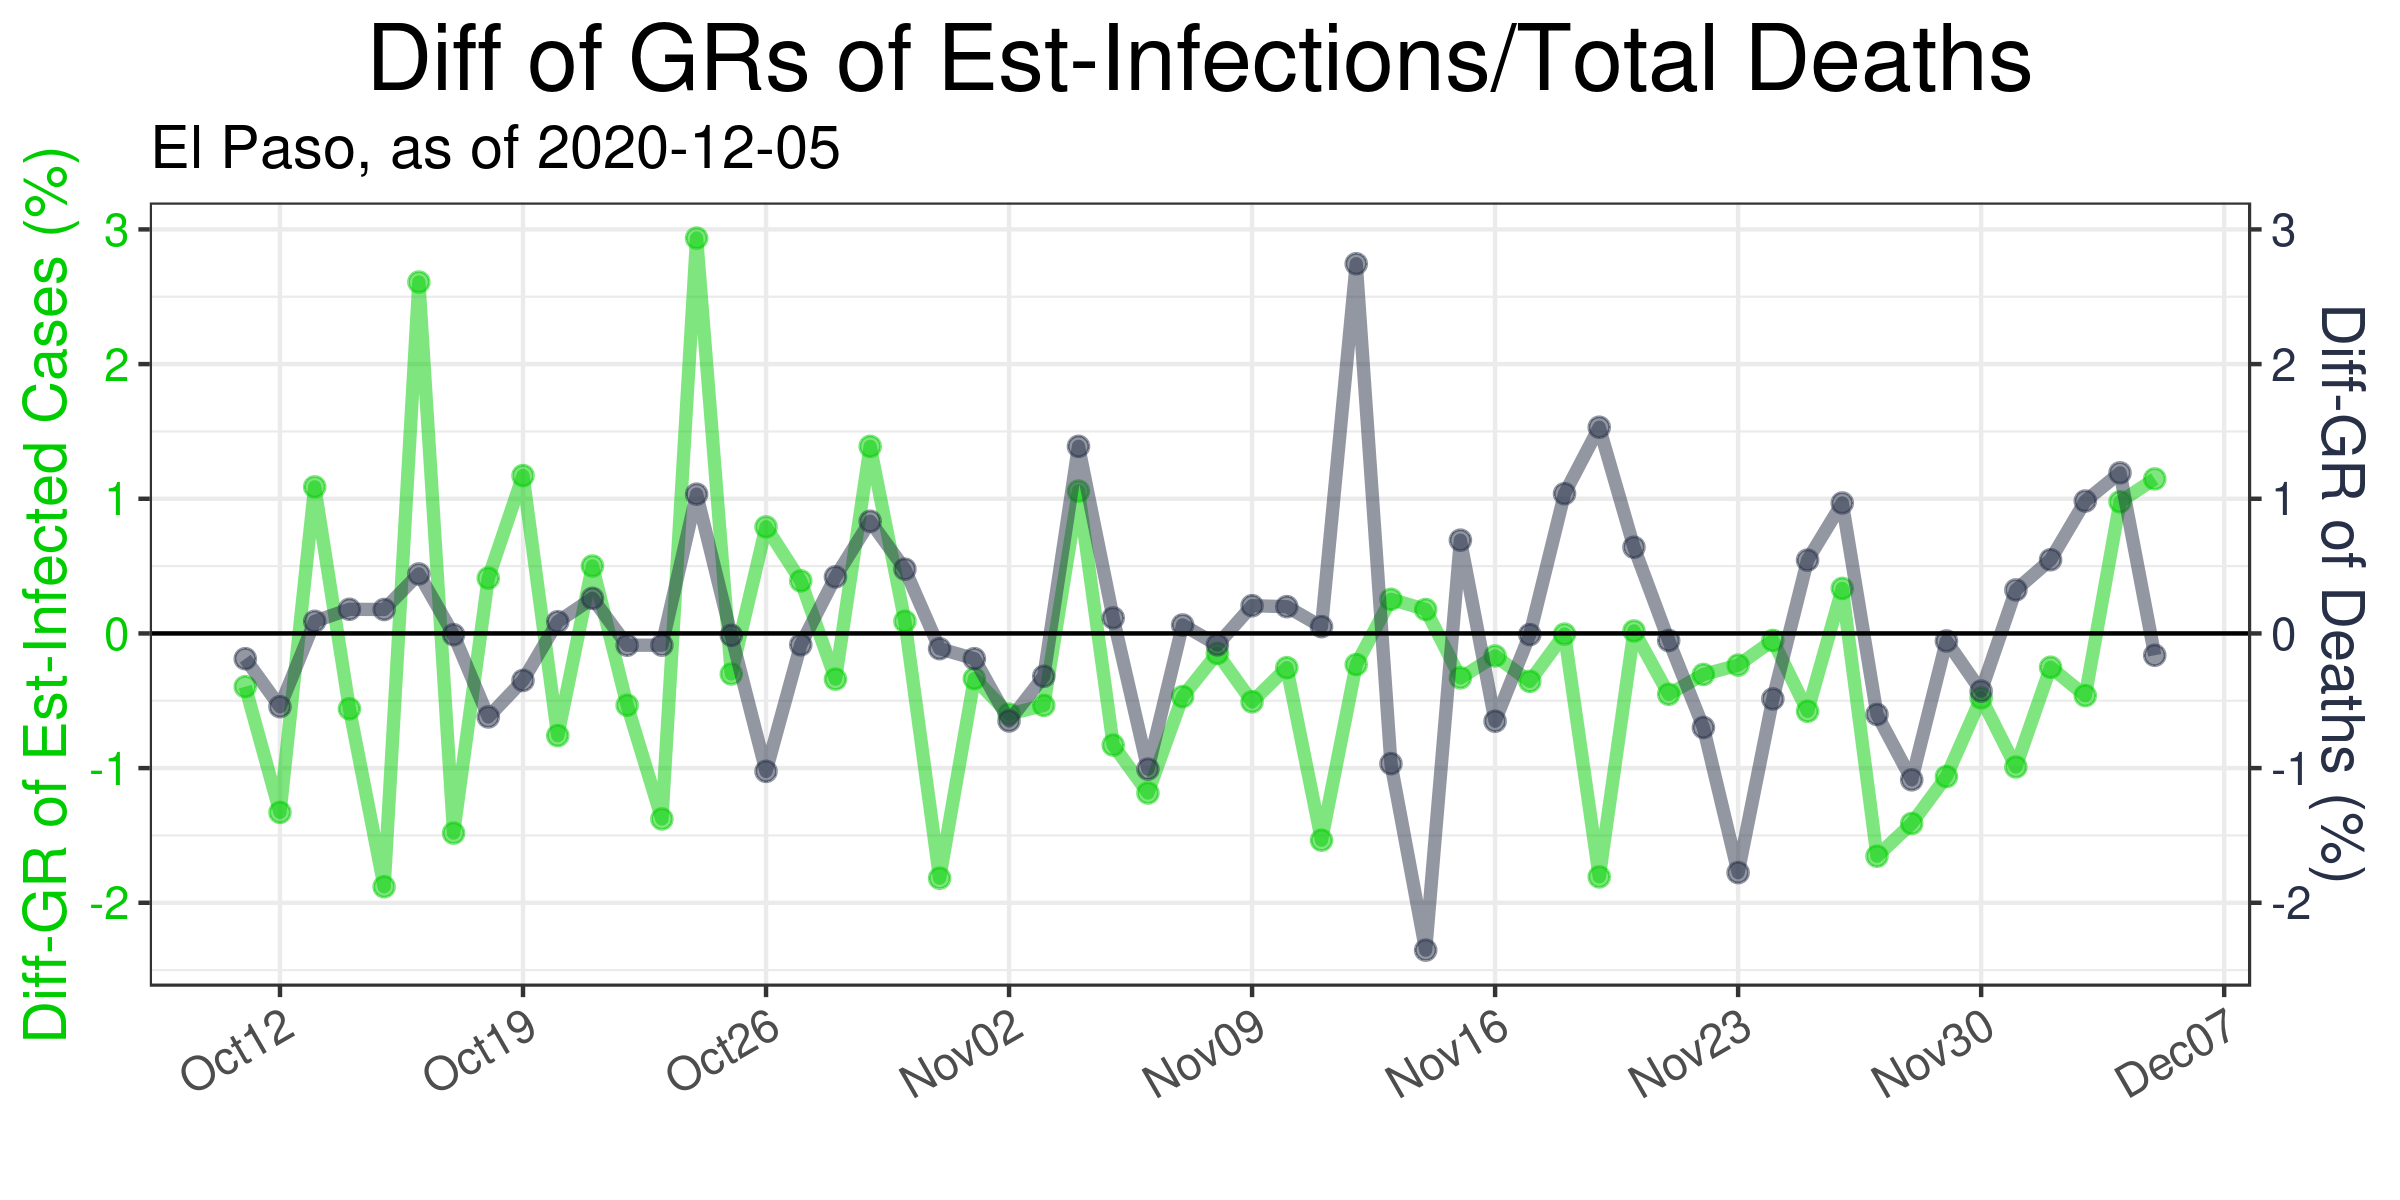 Diff of GRs of Est-Infections/Total Deaths
El Paso, as of 2020-12-05
Diff-GR of Est-Infected Cases (%)
3
2
1
0
-1
-2
3
2
1
0
-1
-2
Diff-GR of Deaths (%)
Oct12
Oct19
Oct26
Nov02
Nov09
Nov16
Nov23
Nov30
Dec07